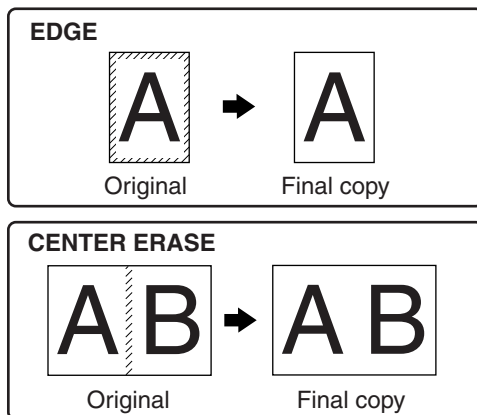 EDGE
A A
Original Final copy
CENTER ERASE
A B A B
Original Final copy